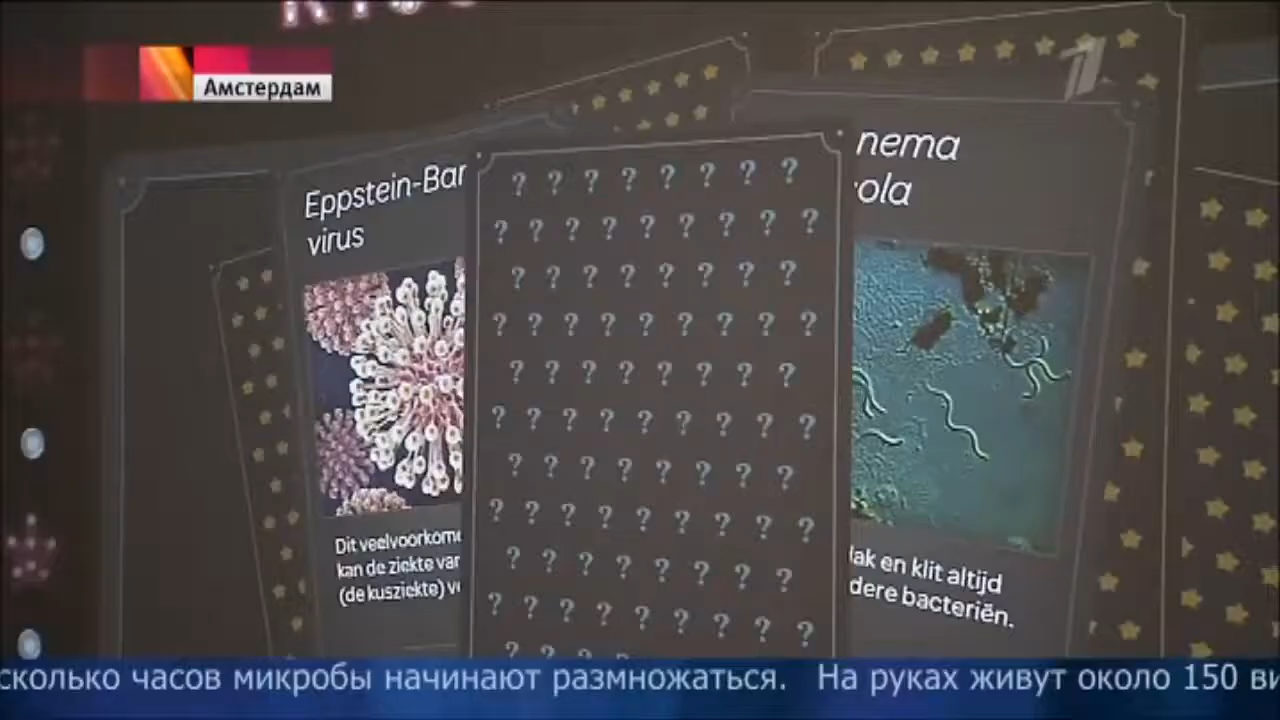 Амстердам
Eppstein-Bar
virus
nema
ola
Dit veelvoorkome
kan de ziekte var
(de kusziekte) v
? ? ? ? ? ? ? ?
? ? ? ? ? ? ? ? ?
? ? ? ? ? ? ? ?
? ? ? ? ? ? ? ? ?
? ? ? ? ? ? ? ?
? ? ? ? ? ? ? ? ?
? ? ? ? ? ? ? ?
? ? ? ? ? ? ? ? ?
? ? ? ? ? ? ? ?
? ? ? ? ? ? ? ? ?
? ? ? ?
lak en klit altijd
dere bacteriën.
сколько часов микробы начинают размножаться. На руках живут около 150 ви